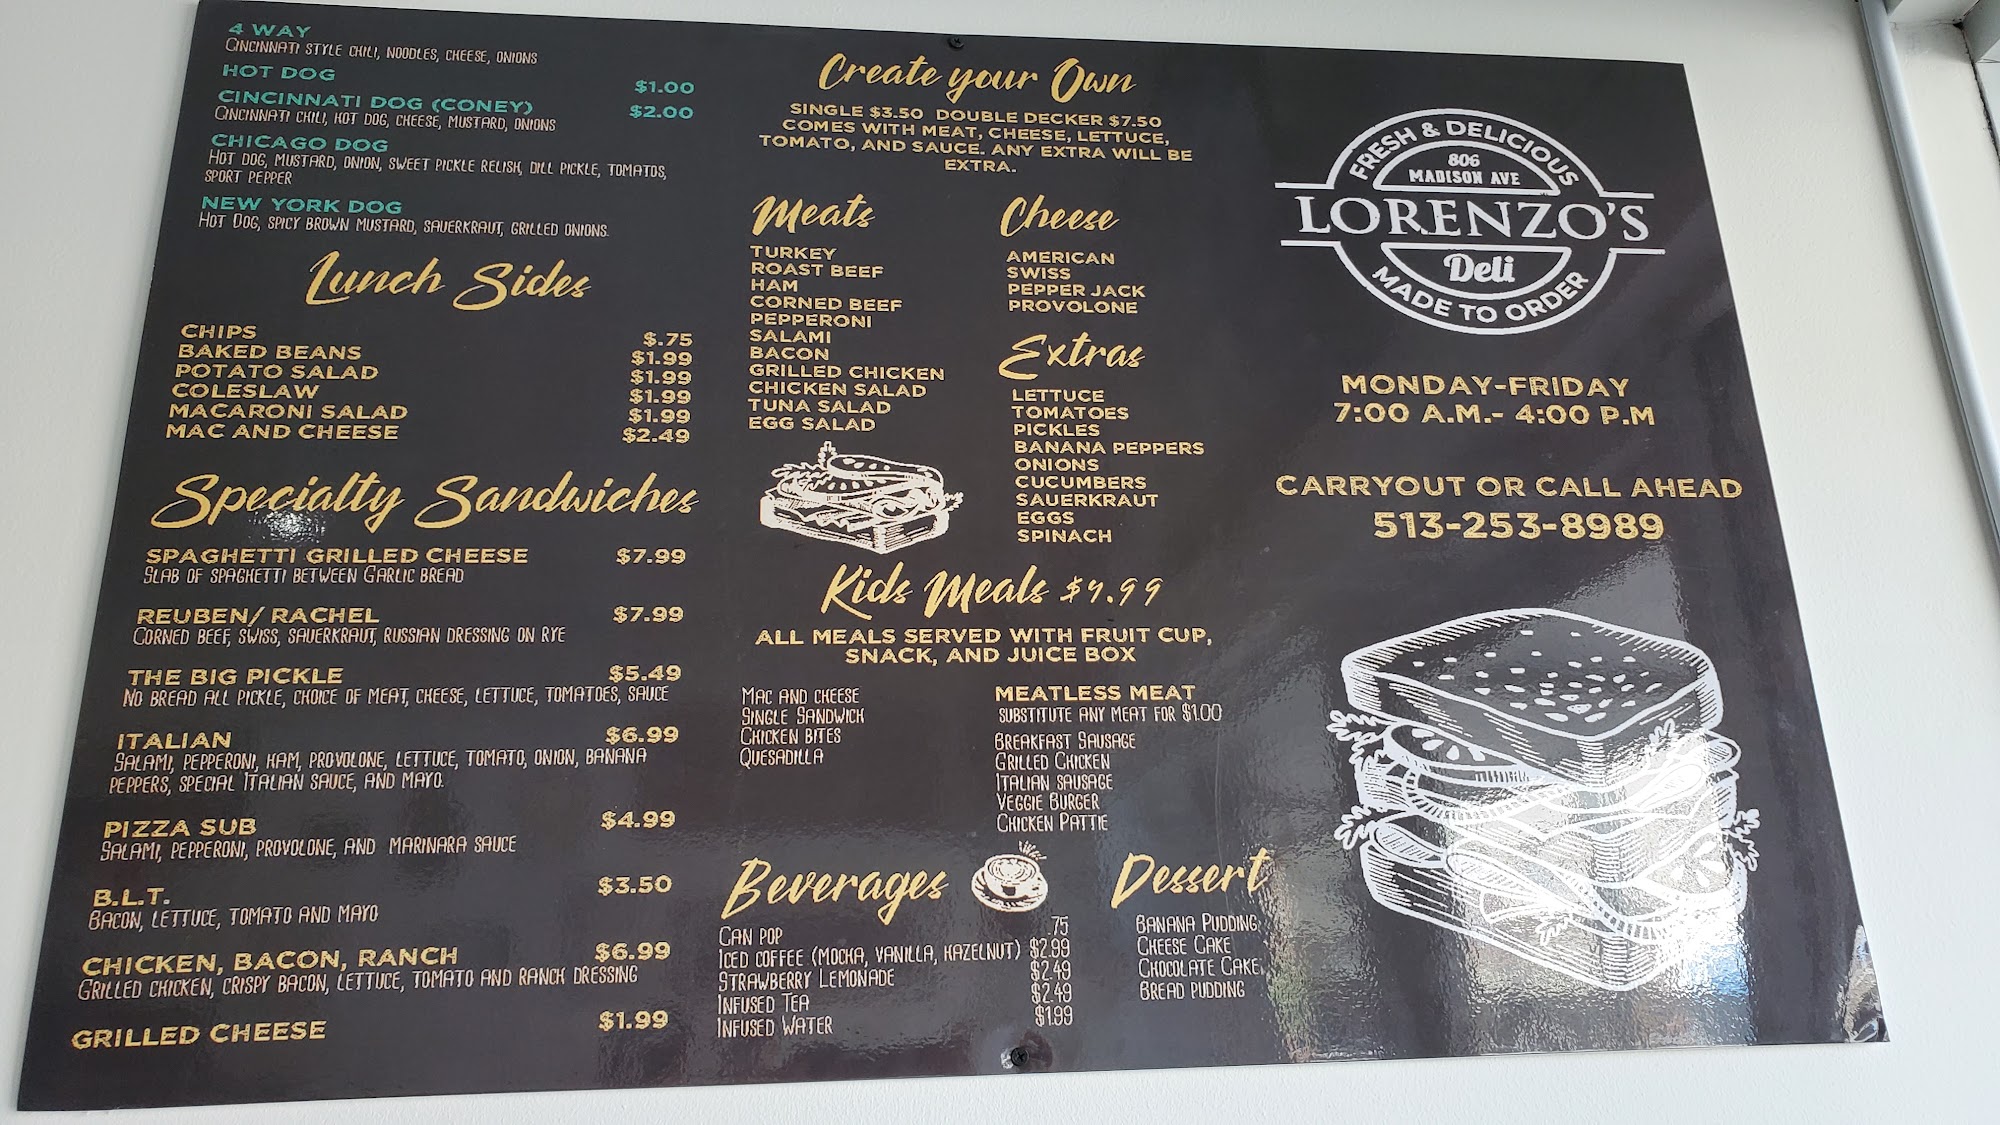 4 WAY
CINCINNATI STYLE CHILI, NOODLES, CHEESE, ONIONS
HOT DOG $1.00
CINCINNATI DOG (CONEY) $2.00
CINCINNATI CHILI, HOT DOG, CHEESE, MUSTARD, ONIONS
CHICAGO DOG
HOT DOG, MUSTARD, ONION, SWEET PICKLE RELISH, DILL PICKLE, TOMATOS,
SPORT PEPPER
NEW YORK DOG
HOT DOG, SPICY BROWN MUSTARD, SAUERKRAUT, GRILLED ONIONS.
Lunch Sides
CHIPS $.75
BAKED BEANS $1.99
POTATO SALAD $1.99
COLESLAW $1.99
MACARONI SALAD $1.99
MAC AND CHEESE $2.49
Specialty Sandwiches
SPAGHETTI GRILLED CHEESE $7.99
SLAB OF SPAGHETTI BETWEEN GARLIC BREAD
REUBEN/ RACHEL $7.99
CORNED BEEF, SWISS, SAUERKRAUT, RUSSIAN DRESSING ON RYE
THE BIG PICKLE $5.49
NO BREAD ALL PICKLE, CHOICE OF MEAT, CHEESE, LETTUCE, TOMATOES, SAUCE
ITALIAN $6.99
SALAMI, PEPPERONI, HAM, PROVOLONE, LETTUCE, TOMATO, ONION, BANANA
PEPPERS, SPECIAL ITALIAN SAUCE, AND MAYO.
PIZZA SUB $4.99
SALAMI, PEPPERONI, PROVOLONE, AND MARINARA SAUCE
B.L.T. $3.50
BACON, LETTUCE, TOMATO AND MAYO
CHICKEN, BACON, RANCH $6.99
GRILLED CHICKEN, CRISPY BACON, LETTUCE, TOMATO AND RANCH DRESSING
GRILLED CHEESE $1.99
Create your Own
SINGLE $3.50 DOUBLE DECKER $7.50
COMES WITH MEAT, CHEESE, LETTUCE,
TOMATO, AND SAUCE. ANY EXTRA WILL BE
EXTRA.
Meats
TURKEY
ROAST BEEF
HAM
CORNED BEEF
PEPPERONI
SALAMI
BACON
GRILLED CHICKEN
CHICKEN SALAD
TUNA SALAD
EGG SALAD
Cheese
AMERICAN
SWISS
PEPPER JACK
PROVOLONE
Extras
LETTUCE
TOMATOES
PICKLES
BANANA PEPPERS
ONIONS
CUCUMBERS
SAUERKRAUT
EGGS
SPINACH
Kids Meals
ALL MEALS SERVED WITH FRUIT CUP,
SNACK, AND JUICE BOX
MAC AND CHEESE
SINGLE SANDWICH
CHICKEN BITES
QUESADILLA
MEATLESS MEAT
SUBSTITUTE ANY MEAT FOR $1.00
BREAKFAST SAUSAGE
GRILLED CHICKEN
ITALIAN SAUSAGE
VEGGIE BURGER
CHICKEN PATTIE
Beverages
CAN POP .75
ICED COFFEE (MOCHA, VANILLA, HAZELNUT) $2.99
STRAWBERRY LEMONADE $2.49
INFUSED TEA $2.49
INFUSED WATER $1.99
Dessert
BANANA PUDDING
CHEESE CAKE
CHOCOLATE CAKE
BREAD PUDDING
FRESH & DELICIOUS
806
MADISON AVE
LORENZO'S
Deli
MADE TO ORDER
MONDAY-FRIDAY
7:00 A.M.- 4:00 P.M
CARRYOUT OR CALL AHEAD
513-253-8989